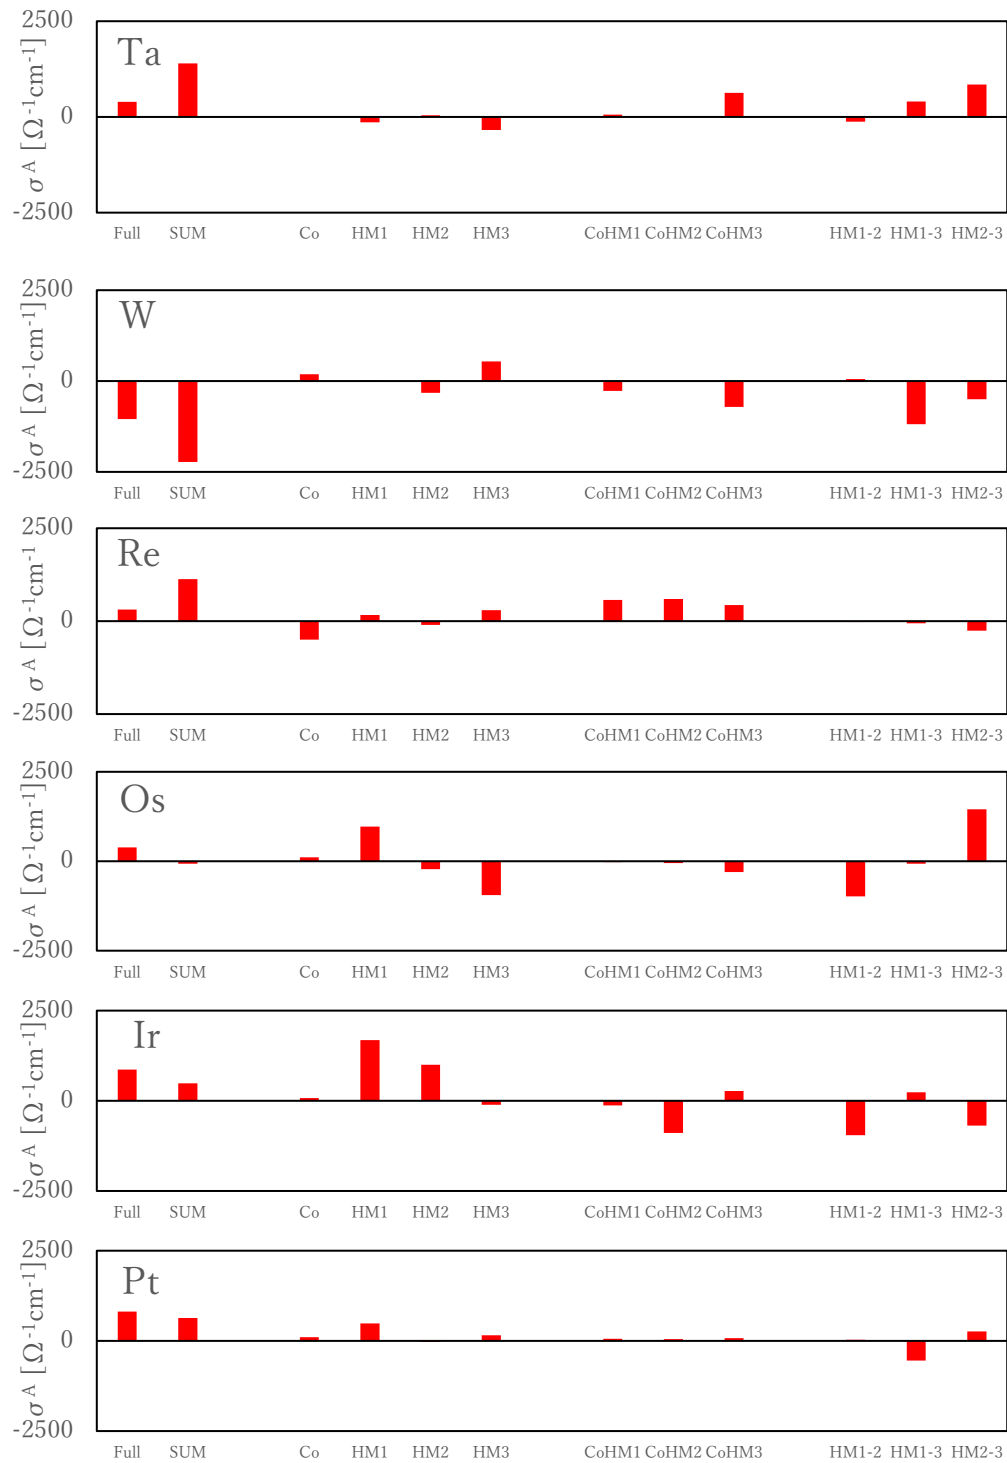 2500
Ta
0
-2500
σᴬ [Ω⁻¹cm⁻¹]
Full SUM Co HM1 HM2 HM3 CoHM1 CoHM2 CoHM3 HM1-2 HM1-3 HM2-3
2500
W
0
-2500
σᴬ [Ω⁻¹cm⁻¹]
Full SUM Co HM1 HM2 HM3 CoHM1 CoHM2 CoHM3 HM1-2 HM1-3 HM2-3
2500
Re
0
-2500
σᴬ [Ω⁻¹cm⁻¹
Full SUM Co HM1 HM2 HM3 CoHM1 CoHM2 CoHM3 HM1-2 HM1-3 HM2-3
2500
Os
0
-2500
σᴬ [Ω⁻¹cm⁻¹]
Full SUM Co HM1 HM2 HM3 CoHM1 CoHM2 CoHM3 HM1-2 HM1-3 HM2-3
2500
Ir
0
-2500
σᴬ [Ω⁻¹cm⁻¹]
Full SUM Co HM1 HM2 HM3 CoHM1 CoHM2 CoHM3 HM1-2 HM1-3 HM2-3
2500
Pt
0
-2500
σᴬ [Ω⁻¹cm⁻¹]
Full SUM Co HM1 HM2 HM3 CoHM1 CoHM2 CoHM3 HM1-2 HM1-3 HM2-3